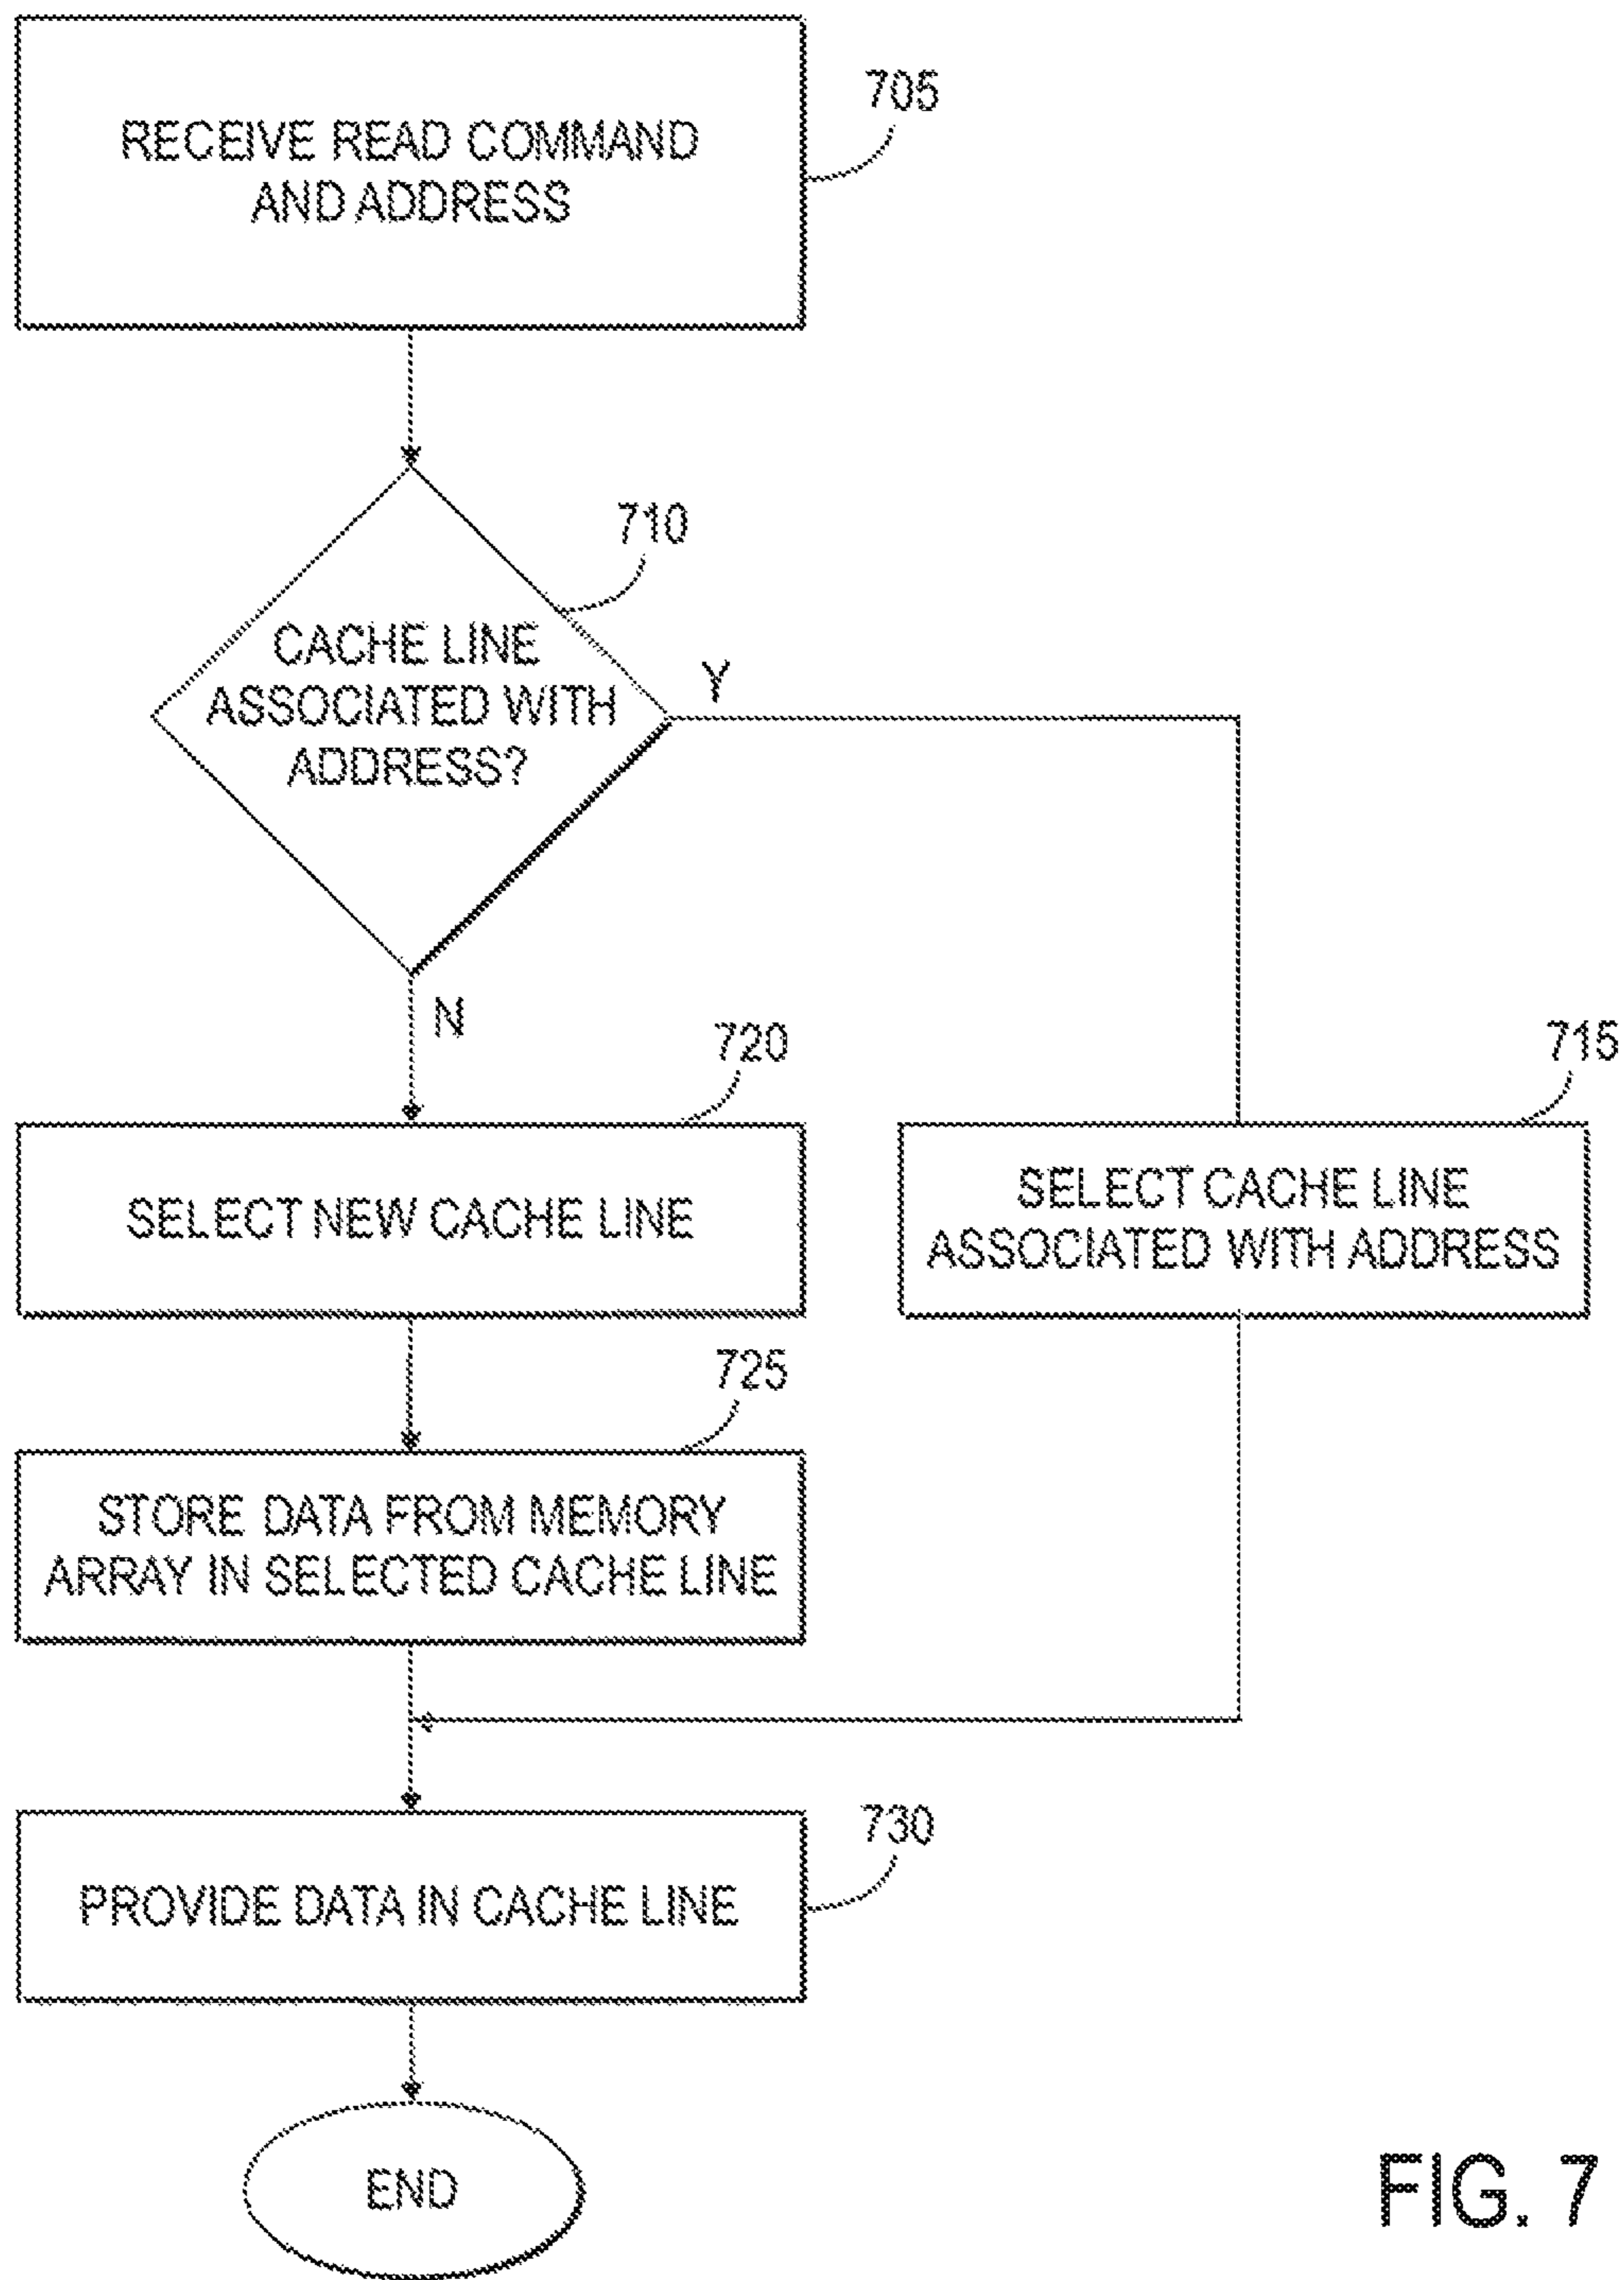 705
RECEIVE READ COMMAND
AND ADDRESS
710
CACHE LINE
ASSOCIATED WITH
ADDRESS?
Y
N
720
715
SELECT NEW CACHE LINE
SELECT CACHE LINE
ASSOCIATED WITH ADDRESS
725
STORE DATA FROM MEMORY
ARRAY IN SELECTED CACHE LINE
730
PROVIDE DATA IN CACHE LINE
END
FIG. 7